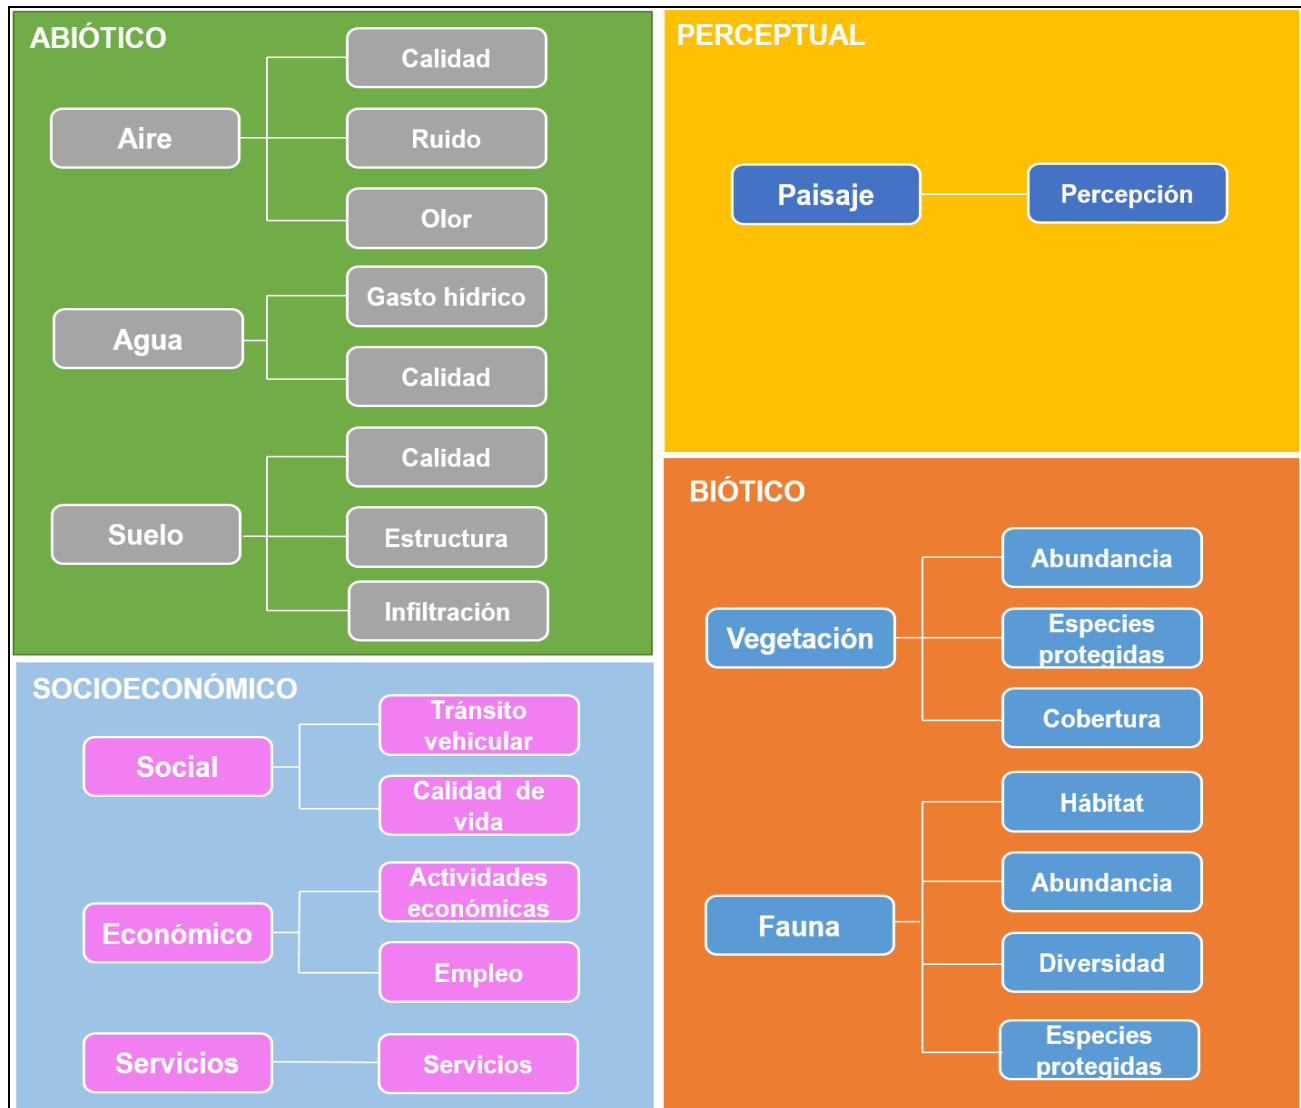 ABIÓTICO
Aire
Calidad
Ruido
Olor
Agua
Gasto hídrico
Calidad
Suelo
Calidad
Estructura
Infiltración
PERCEPTUAL
Paisaje
Percepción
SOCIOECONÓMICO
Social
Tránsito
vehicular
Calidad de
vida
Económico
Actividades
económicas
Empleo
Servicios
Servicios
BIÓTICO
Vegetación
Abundancia
Especies
protegidas
Cobertura
Fauna
Hábitat
Abundancia
Diversidad
Especies
protegidas